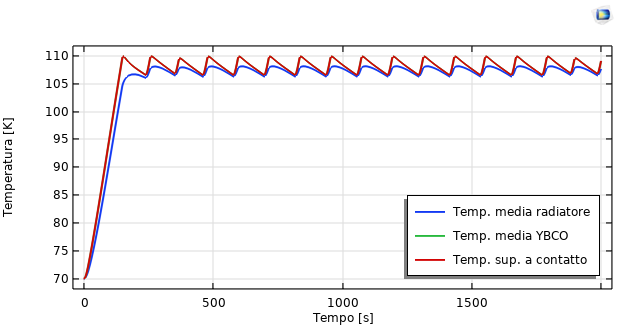 110
105
100
95
90
85
80
75
70
Temperatura [K]
Temp. media radiatore
Temp. media YBCO
Temp. sup. a contatto
0
500
1000
1500
Tempo [s]